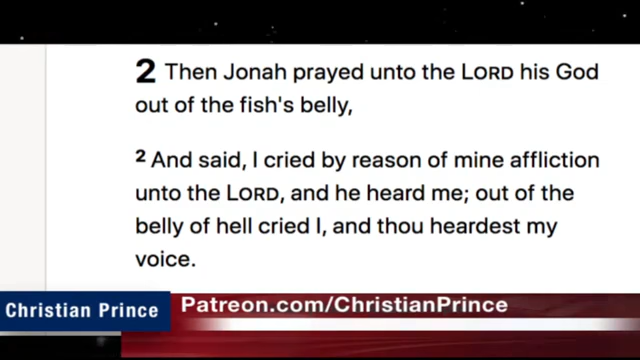 2 Then Jonah prayed unto the LORD his God
out of the fish's belly,
2 And said, I cried by reason of mine affliction
unto the LORD, and he heard me; out of the
belly of hell cried I, and thou heardest my
voice.
Christian Prince
Patreon.com/ChristianPrince